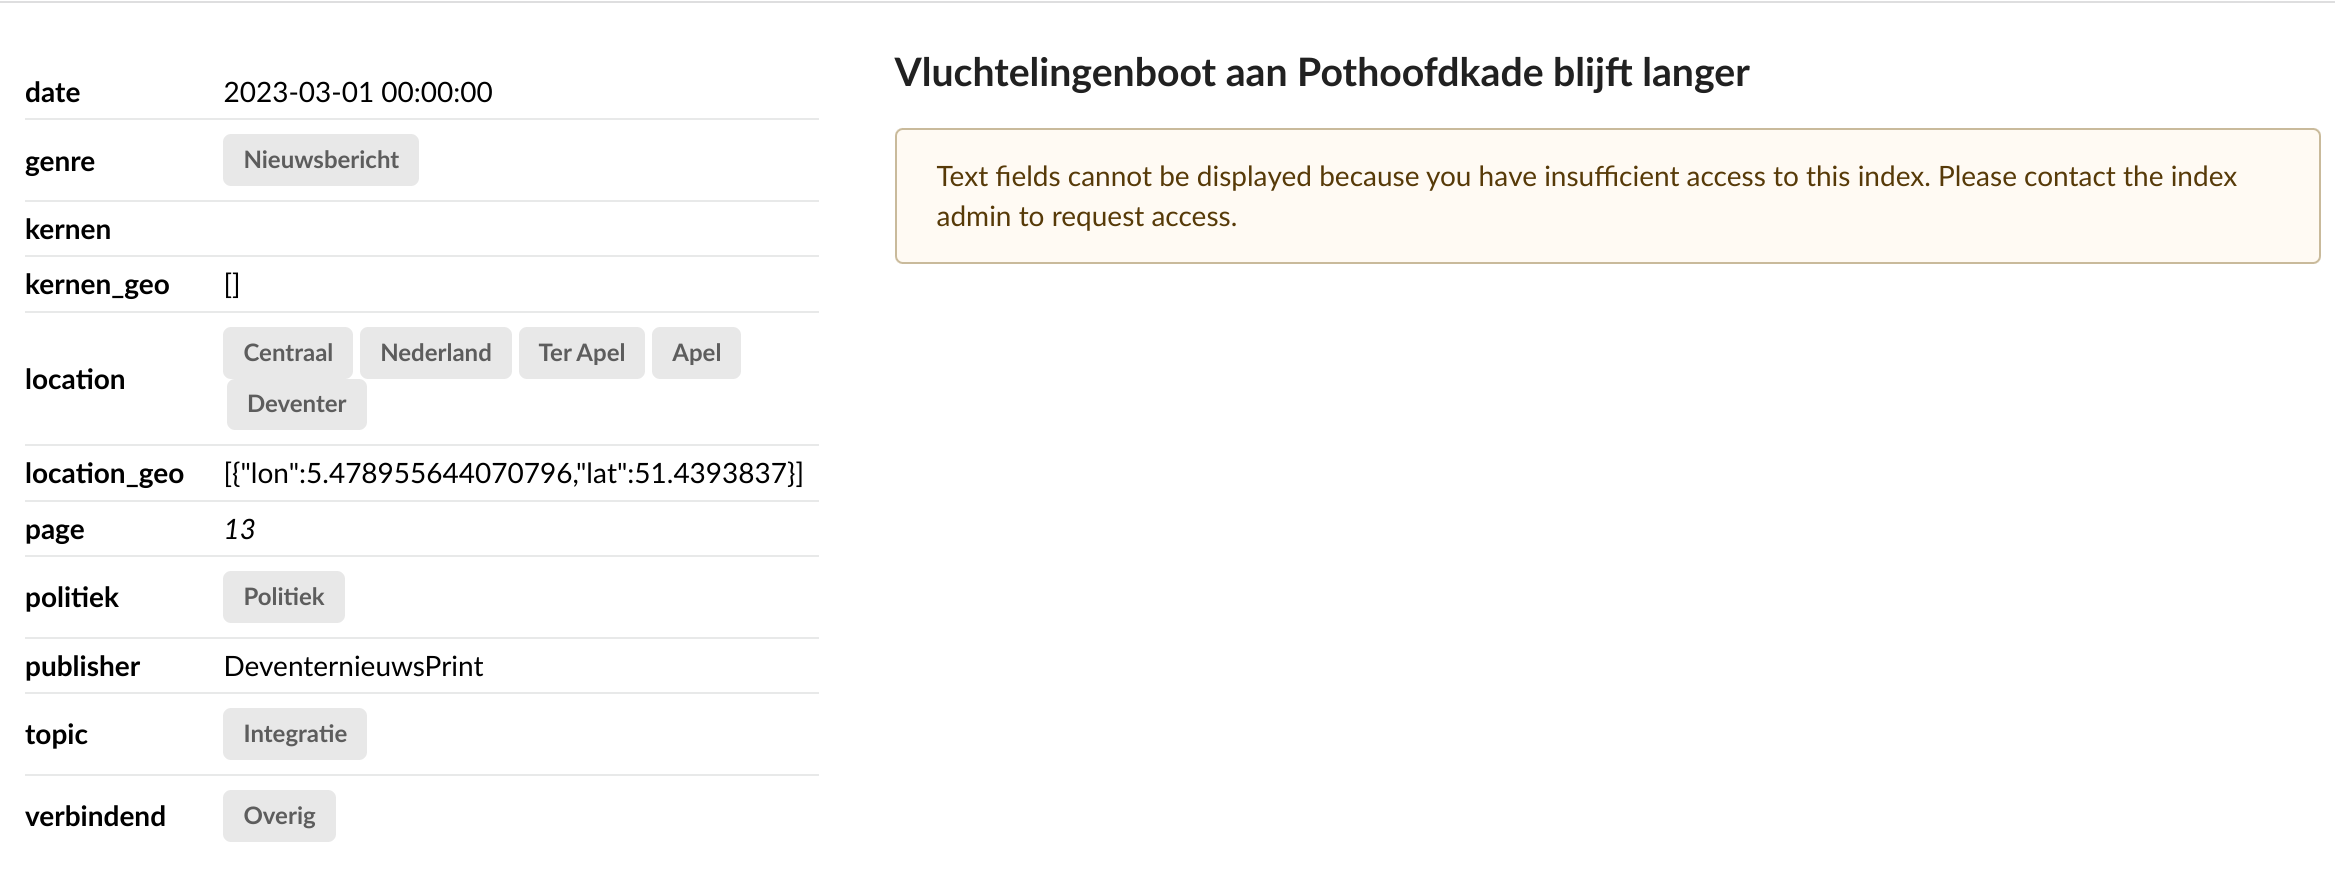 date 2023-03-01 00:00:00
genre Nieuwsbericht
kernen
kernen_geo []
location Centraal Nederland Ter Apel Apel
Deventer
location_geo [{"lon":5.478955644070796,"lat":51.4393837}]
page 13
politiek Politiek
publisher DeventernieuwsPrint
topic Integratie
verbindend Overig
Vluchtelingenboot aan Pothoofdkade blijft langer
Text fields cannot be displayed because you have insufficient access to this index. Please contact the index
admin to request access.